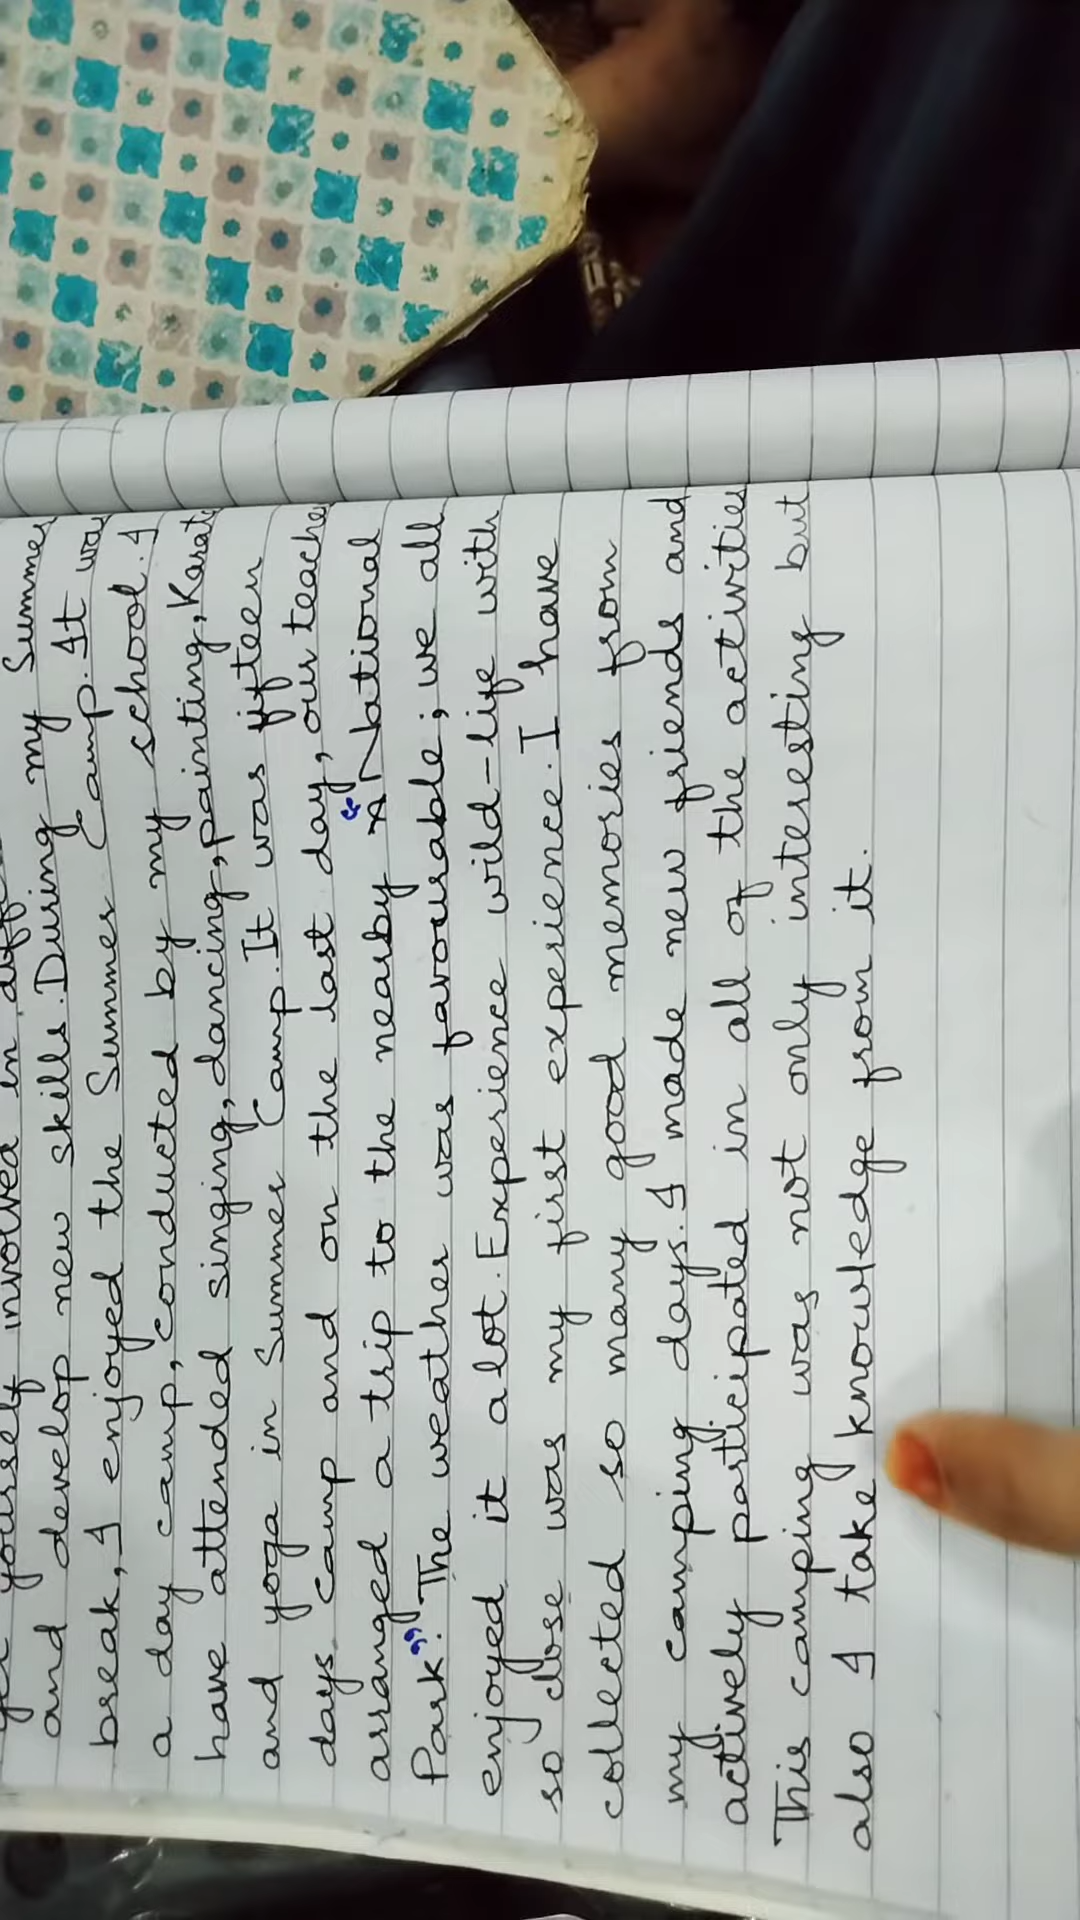 yourself involved in
and develop new skills. During my Summer
break, I enjoyed the Summer Camp. It was
a day camp, conducted by my school. I
have attended singing, dancing, painting, Karate
and yoga in Summer Camp. It was fifteen
days Camp and on the last day, our teacher
arranged a trip to the nearby "A National
Park". The weather was favourable; we all
enjoyed it alot. Experience wild-life with
so close was my first experience. I have
collected so many good memories from
my camping days. I made new friends and
actively participated in all of the activities
This camping was not only interesting but
also I take knowledge from it.